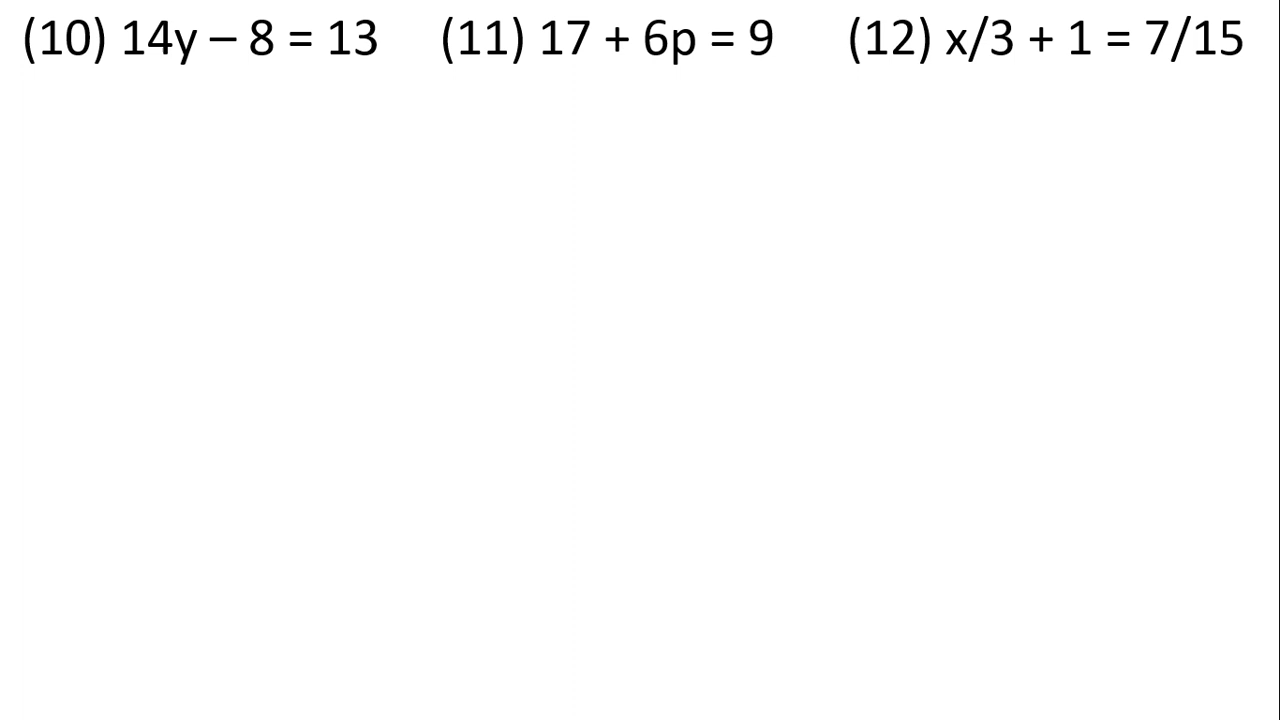 (10) 14y – 8 = 13 (11) 17 + 6p = 9 (12) x/3 + 1 = 7/15